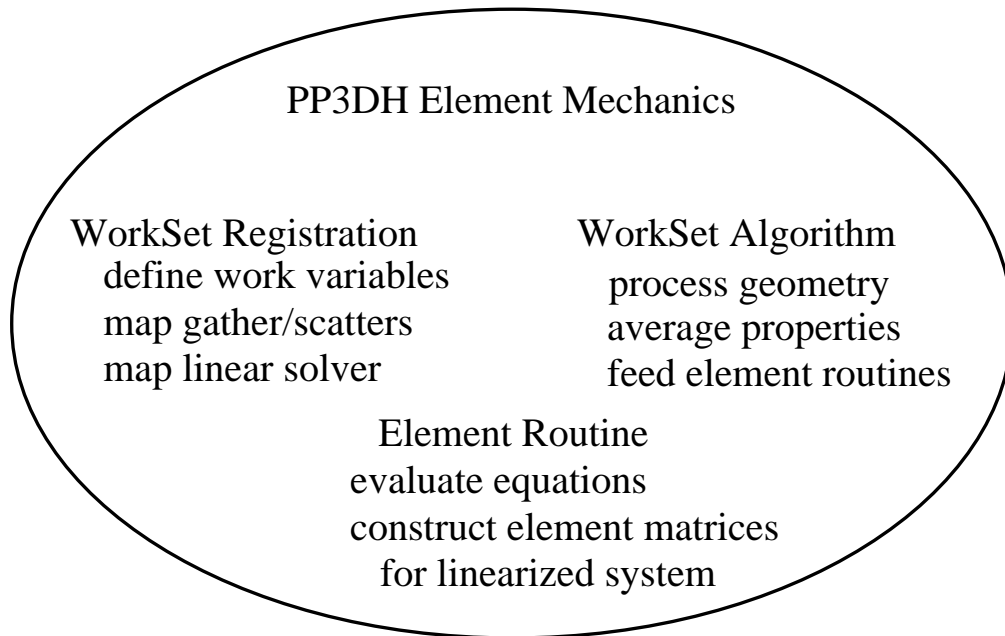 PP3DH Element Mechanics
WorkSet Registration
define work variables
map gather/scatters
map linear solver
WorkSet Algorithm
process geometry
average properties
feed element routines
Element Routine
evaluate equations
construct element matrices
for linearized system